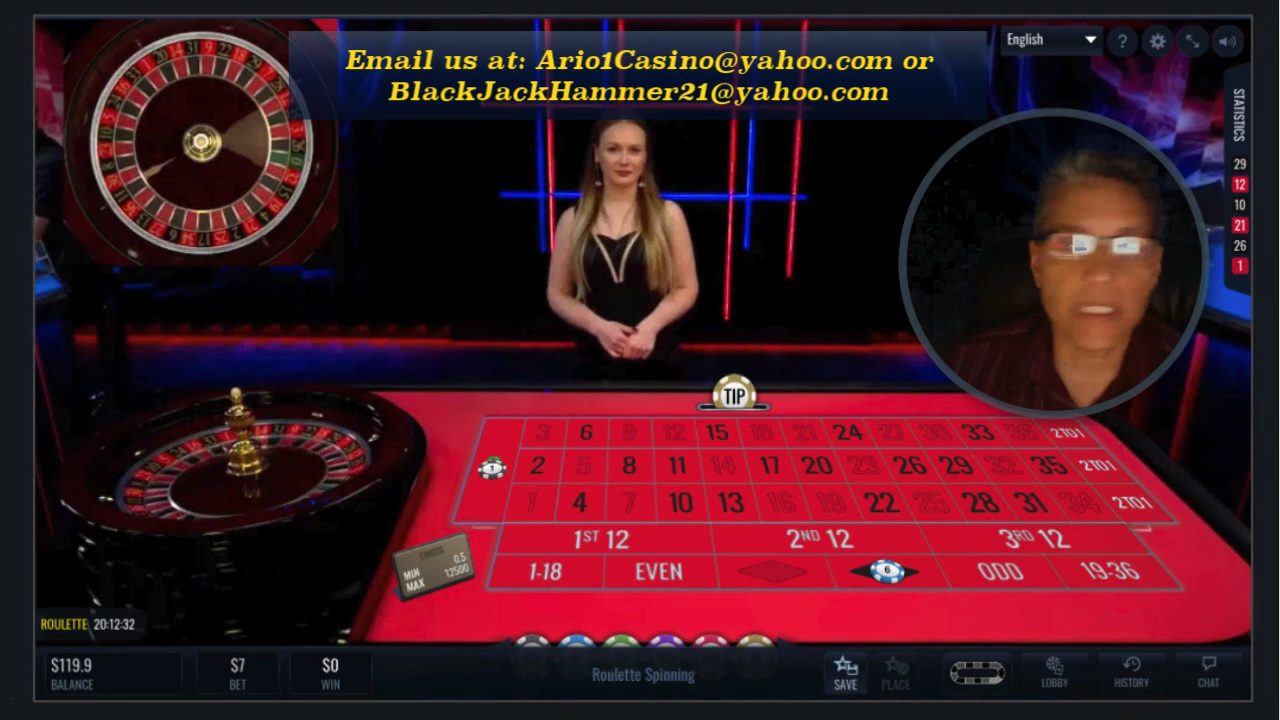 Email us at: Ario1Casino@yahoo.com or
BlackJackHammer21@yahoo.com
English
?
STATISTICS
29
12
10
21
26
1
TIP
3 6 9 12 15 18 21 24 27 30 33 36 2TO1
1
2 5 8 11 14 17 20 23 26 29 32 35 2TO1
1 4 7 10 13 16 19 22 25 28 31 34 2TO1
1ST 12 2ND 12 3RD 12
LIMITS
MIN 0.5
MAX 12500
1-18 EVEN 6 ODD 19-36
ROULETTE 20:12:32
$119.9 $7 $0
BALANCE BET WIN
Roulette Spinning
SAVE PLACE LOBBY HISTORY CHAT